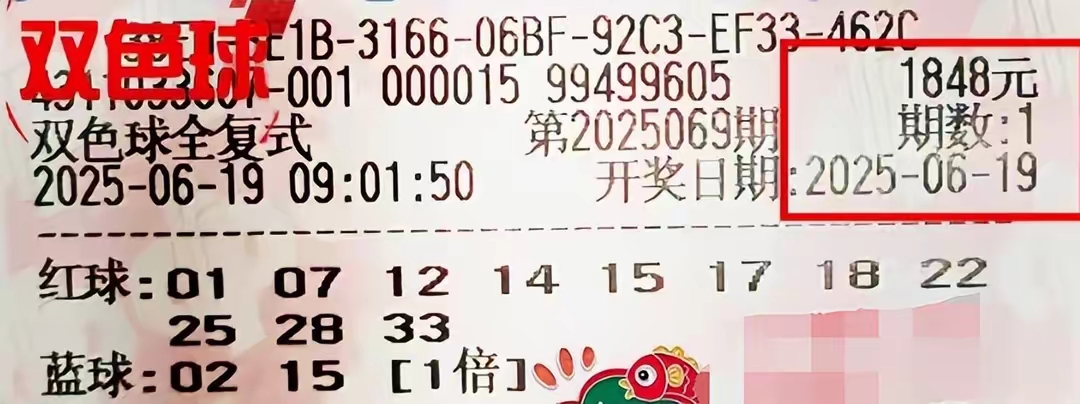 双色球
E1B-3166-06BF-92C3-EF33-462C
-001 000015 99499605 1848元
双色球全复式 第2025069期 期数:1
2025-06-19 09:01:50 开奖日期:2025-06-19
红球:01 07 12 14 15 17 18 22
25 28 33
蓝球:02 15 [1倍]